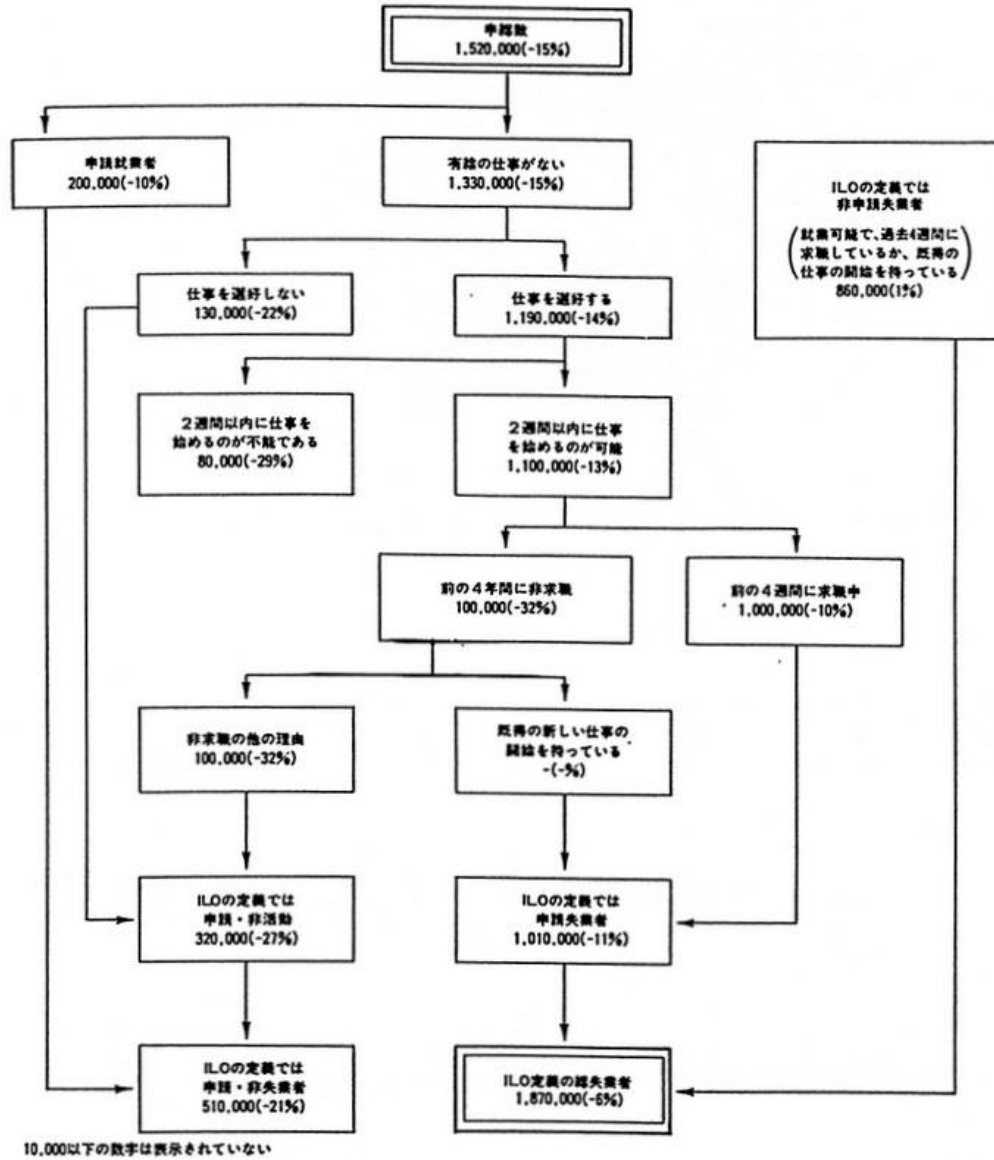 申総数
1,520,000(-15%)
申請就業者
200,000(-10%)
有給の仕事がない
1,330,000(-15%)
ILOの定義では
非申請失業者
(就業可能で、過去4週間に
求職しているか、既得の
仕事の開始を持っている)
860,000(1%)
仕事を選好しない
130,000(-22%)
仕事を選好する
1,190,000(-14%)
2週間以内に仕事を
始めるのが不能である
80,000(-29%)
2週間以内に仕事
を始めるのが可能
1,100,000(-13%)
前の4年間に非求職
100,000(-32%)
前の4週間に求職中
1,000,000(-10%)
非求職の他の理由
100,000(-32%)
既得の新しい仕事の
開始を持っている
-(-%)
ILOの定義では
申請・非活動
320,000(-27%)
ILOの定義では
申請失業者
1,010,000(-11%)
ILOの定義では
申請・非失業者
510,000(-21%)
ILO定義の総失業者
1,870,000(-6%)
10,000以下の数字は表示されていない